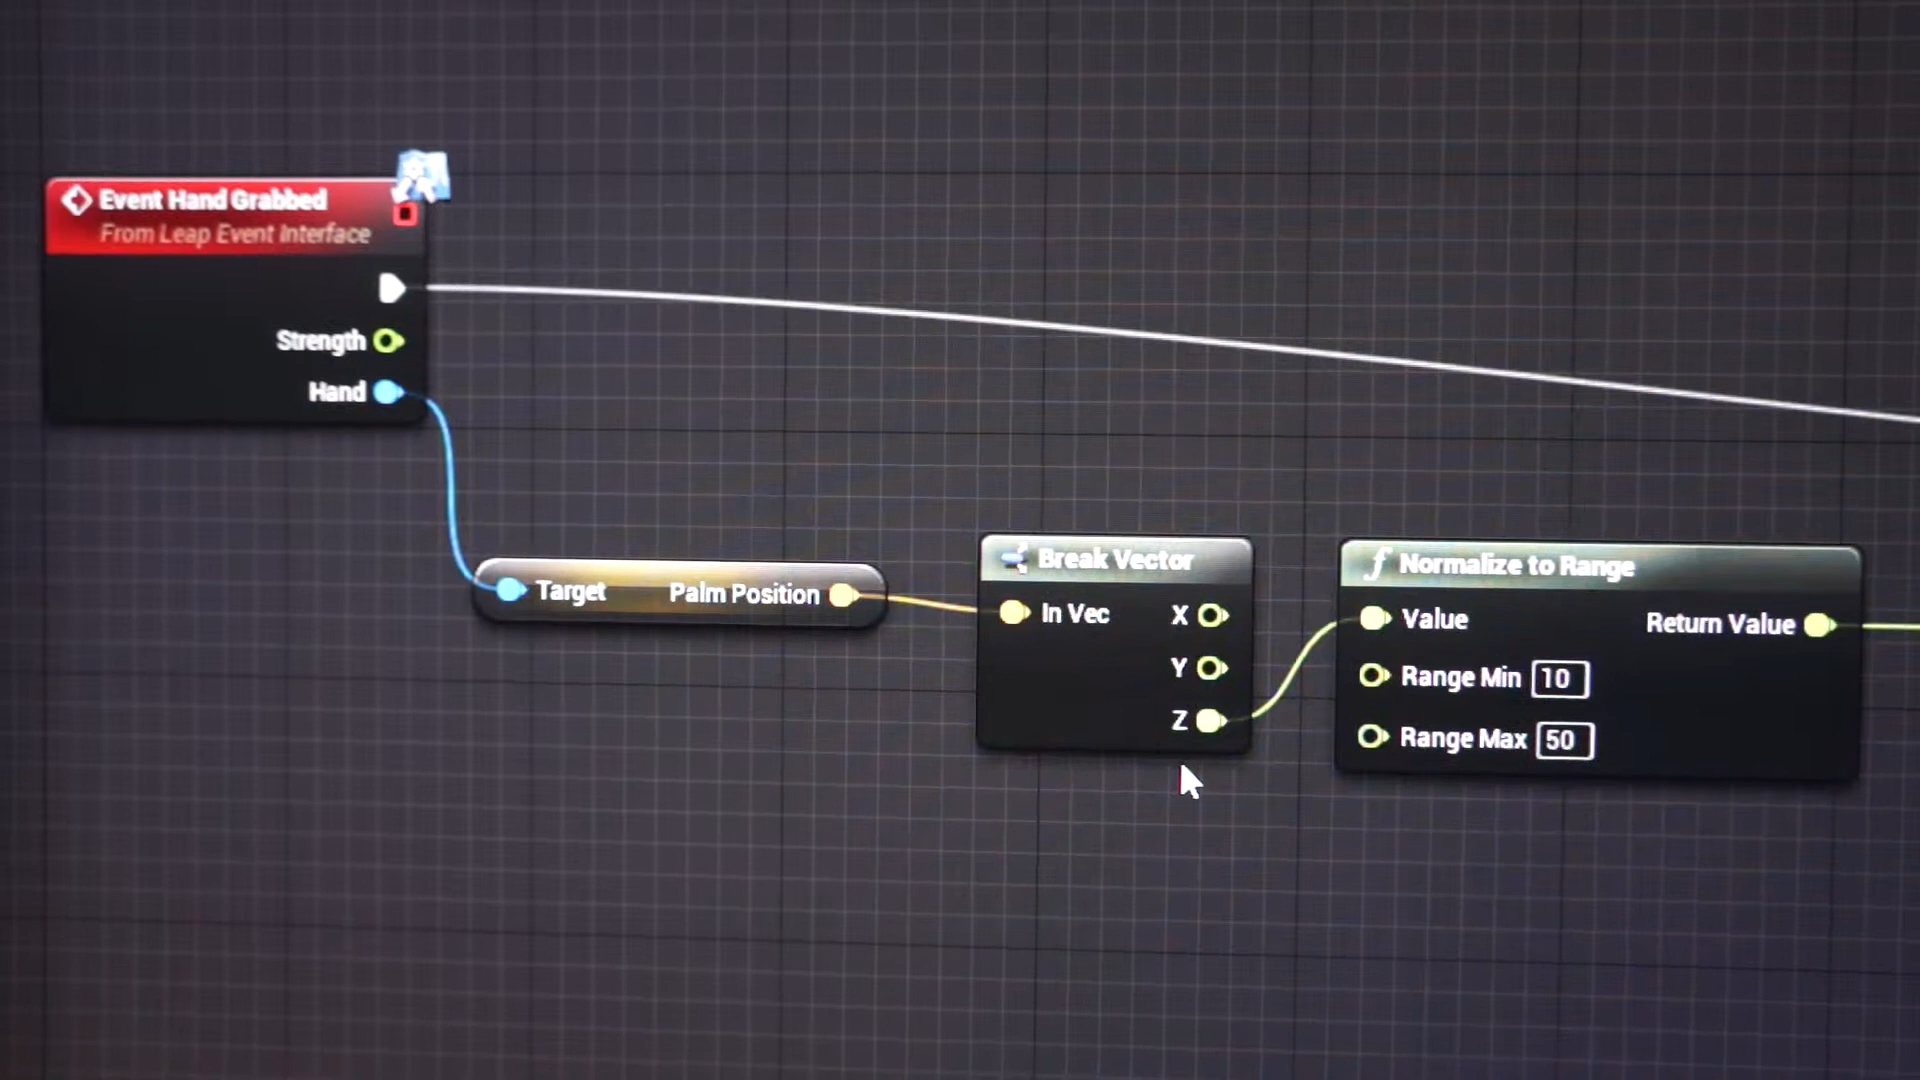 Event Hand Grabbed
From Leap Event Interface
Strength
Hand
Target Palm Position
Break Vector
In Vec X
Y
Z
Normalize to Range
Value Return Value
Range Min 10
Range Max 50